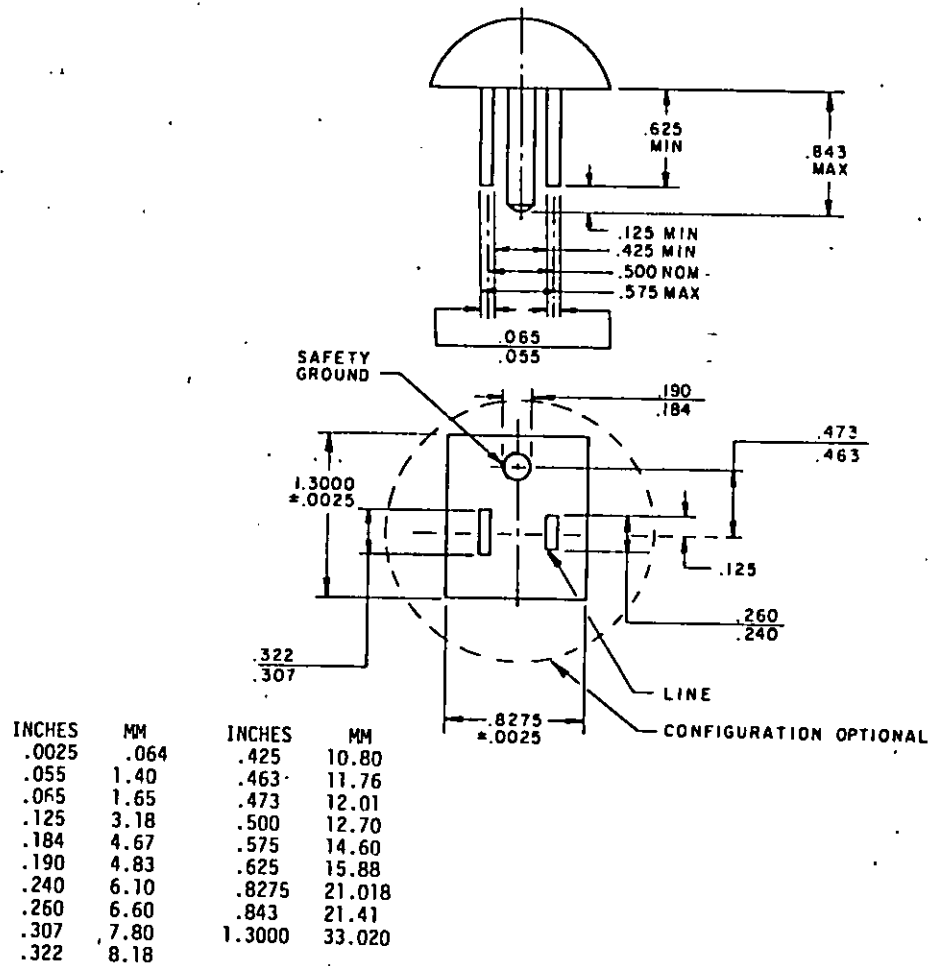 .625
MIN
.843
MAX
.125 MIN
.425 MIN
.500 NOM
.575 MAX
.065
.055
SAFETY
GROUND
.190
.184
.473
.463
1.3000
±.0025
.125
.260
.240
.322
.307
LINE
.8275
±.0025
CONFIGURATION OPTIONAL
INCHES MM INCHES MM
.0025 .064 .425 10.80
.055 1.40 .463 11.76
.065 1.65 .473 12.01
.125 3.18 .500 12.70
.184 4.67 .575 14.60
.190 4.83 .625 15.88
.240 6.10 .8275 21.018
.260 6.60 .843 21.41
.307 7.80 1.3000 33.020
.322 8.18